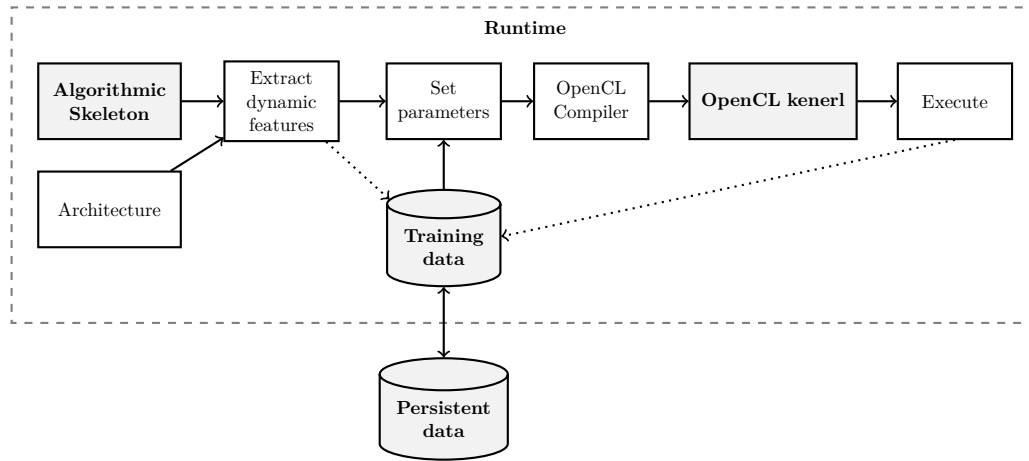 Runtime
Algorithmic
Skeleton
Extract
dynamic
features
Set
parameters
OpenCL
Compiler
OpenCL kenerl
Execute
Architecture
Training
data
Persistent
data